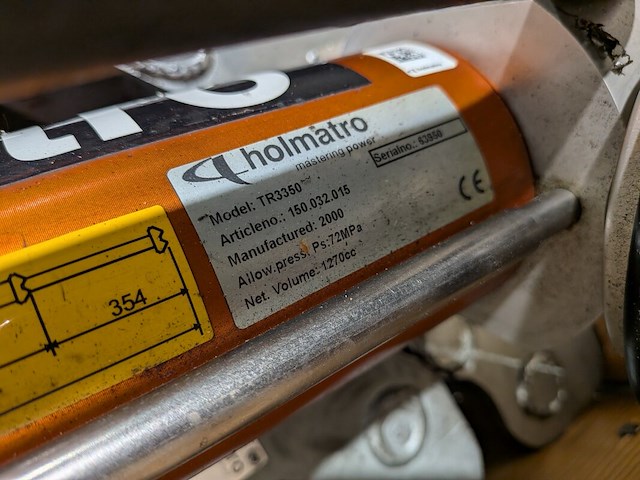 holmatro
mastering power
Serialno.: 63950
Model: TR3350
Articleno.: 150.032.015
Manufactured: 2000
Allow.press. Ps:72MPa
Net. Volume: 1270cc
CE
354